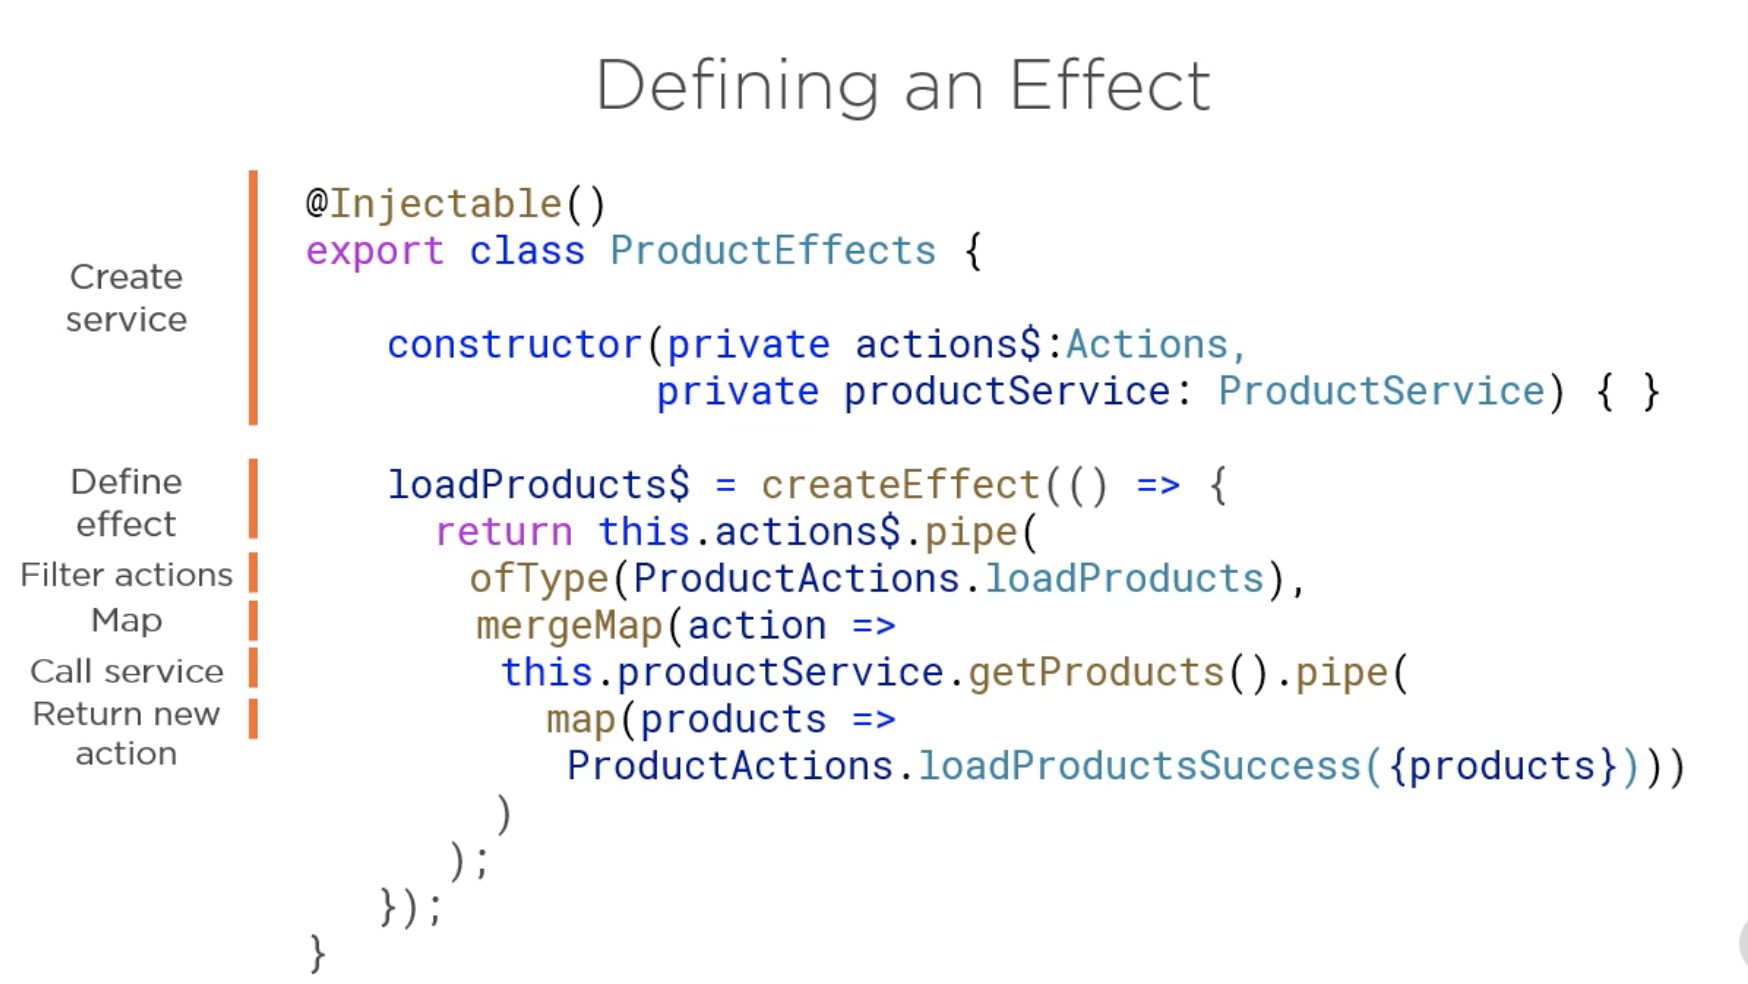 Defining an Effect
Create
service
@Injectable()
export class ProductEffects {
constructor(private actions$:Actions,
private productService: ProductService) { }
Define
effect
loadProducts$ = createEffect(() => {
return this.actions$.pipe(
Filter actions
ofType(ProductActions.loadProducts),
Map
mergeMap(action =>
Call service
this.productService.getProducts().pipe(
Return new
action
map(products =>
ProductActions.loadProductsSuccess({products})))
)
);
});
}